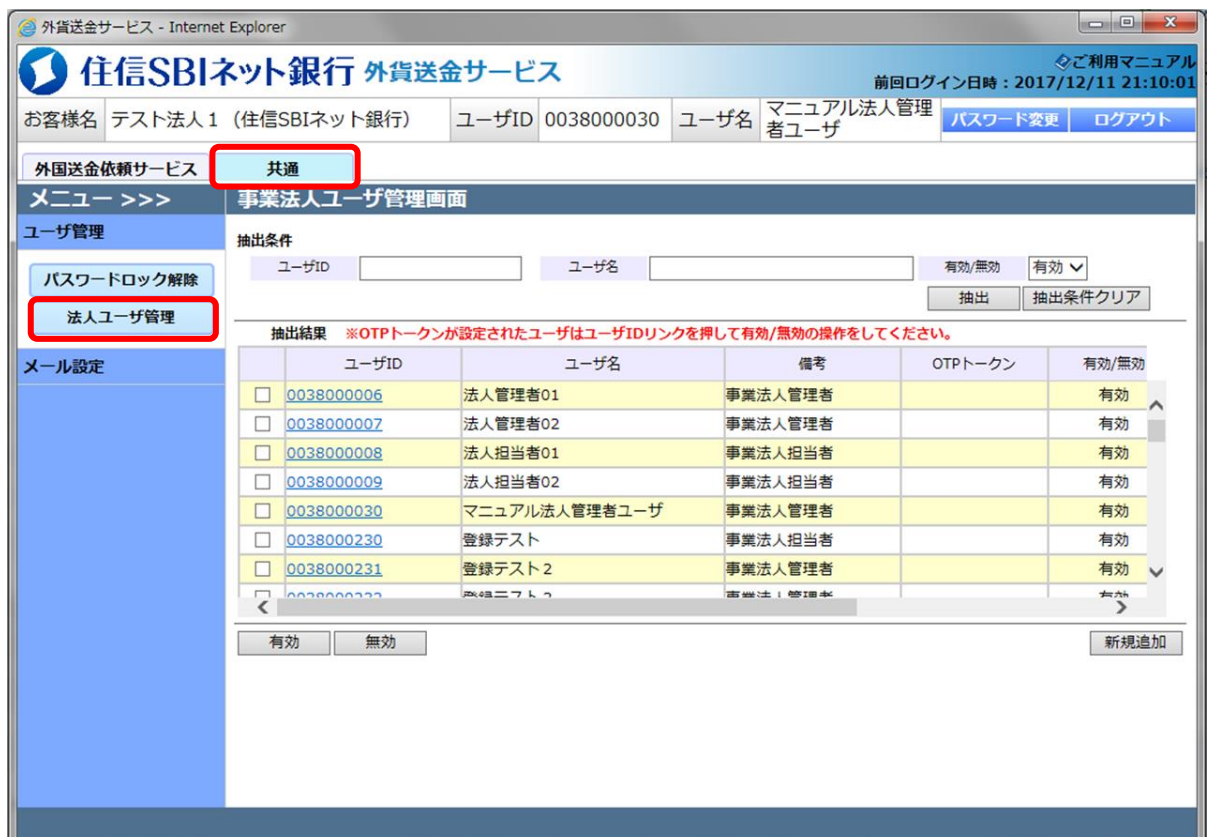 外貨送金サービス - Internet Explorer
住信SBIネット銀行 外貨送金サービス
ご利用マニュアル
前回ログイン日時：2017/12/11 21:10:01
お客様名 テスト法人１（住信SBIネット銀行） ユーザID 0038000030 ユーザ名 マニュアル法人管理
者ユーザ
パスワード変更 ログアウト
外国送金依頼サービス 共通
メニュー >>> 事業法人ユーザ管理画面
ユーザ管理
パスワードロック解除
法人ユーザ管理
メール設定
抽出条件
ユーザID ユーザ名 有効/無効 有効
抽出 抽出条件クリア
抽出結果 ※OTPトークンが設定されたユーザはユーザIDリンクを押して有効/無効の操作をしてください。
ユーザID ユーザ名 備考 OTPトークン 有効/無効
0038000006 法人管理者01 事業法人管理者 有効
0038000007 法人管理者02 事業法人管理者 有効
0038000008 法人担当者01 事業法人担当者 有効
0038000009 法人担当者02 事業法人担当者 有効
0038000030 マニュアル法人管理者ユーザ 事業法人管理者 有効
0038000230 登録テスト 事業法人担当者 有効
0038000231 登録テスト２ 事業法人管理者 有効
有効 無効 新規追加